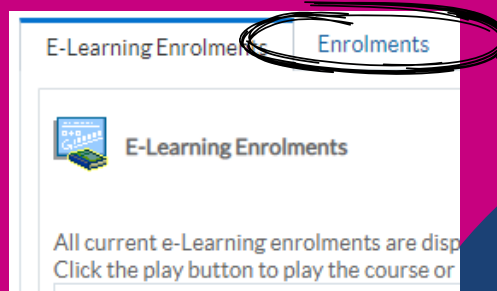 E-Learning Enrolments Enrolments
E-Learning Enrolments
All current e-Learning enrolments are
Click the play button to play the course or